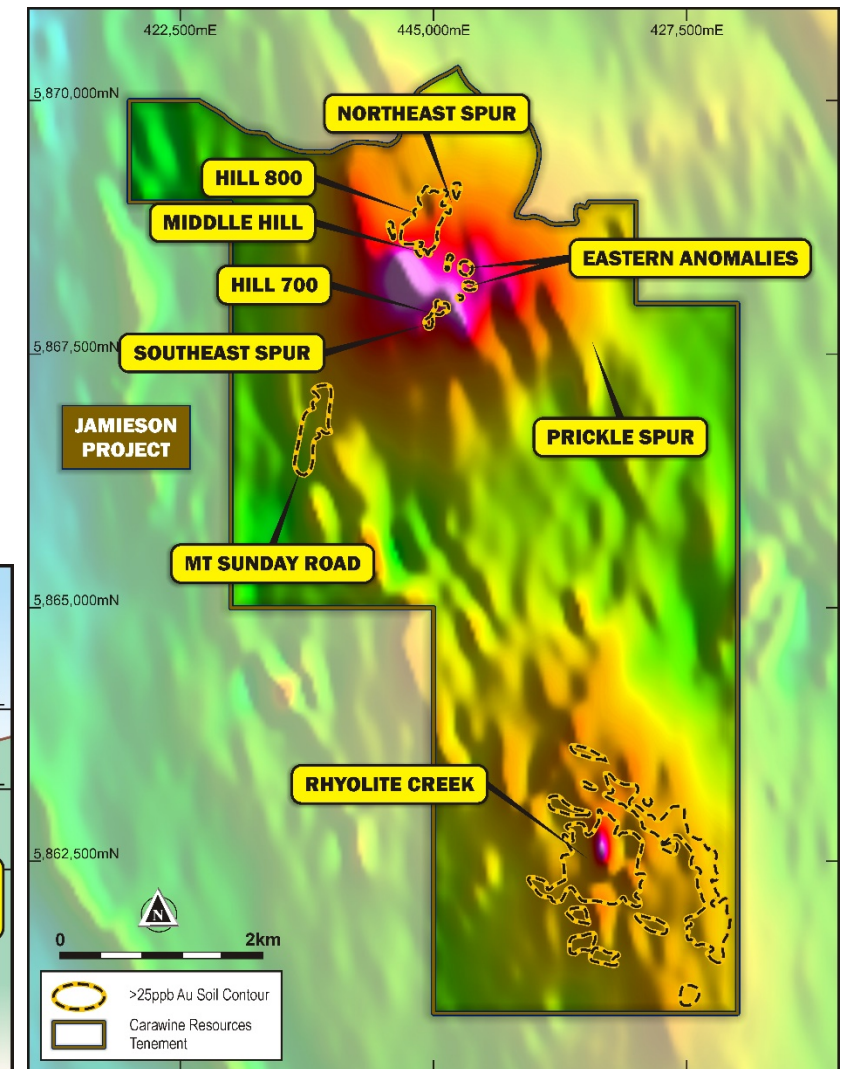 422,500mE
445,000mE
427,500mE
5,870,000mN
NORTHEAST SPUR
HILL 800
MIDDLLE HILL
EASTERN ANOMALIES
HILL 700
5,867,500mN
SOUTHEAST SPUR
JAMIESON
PROJECT
PRICKLE SPUR
MT SUNDAY ROAD
5,865,000mN
RHYOLITE CREEK
5,862,500mN
N
0
2km
>25ppb Au Soil Contour
Carawine Resources
Tenement